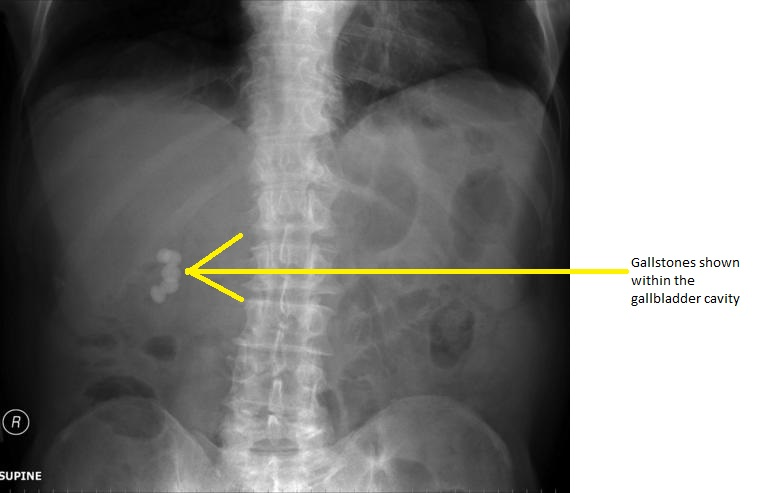 Gallstones shown
within the
gallbladder cavity
R
SUPINE